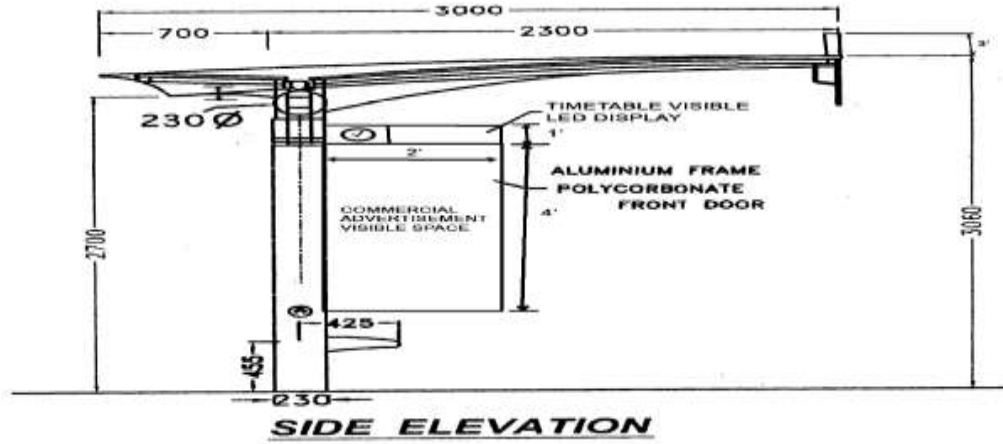 3000
700
2300
3'
230 Ø
TIMETABLE VISIBLE
LED DISPLAY
1'
2'
ALUMINIUM FRAME
POLYCORBONATE
FRONT DOOR
4'
COMMERCIAL
ADVERTISEMENT
VISIBLE SPACE
2700
3060
425
455
230
SIDE ELEVATION